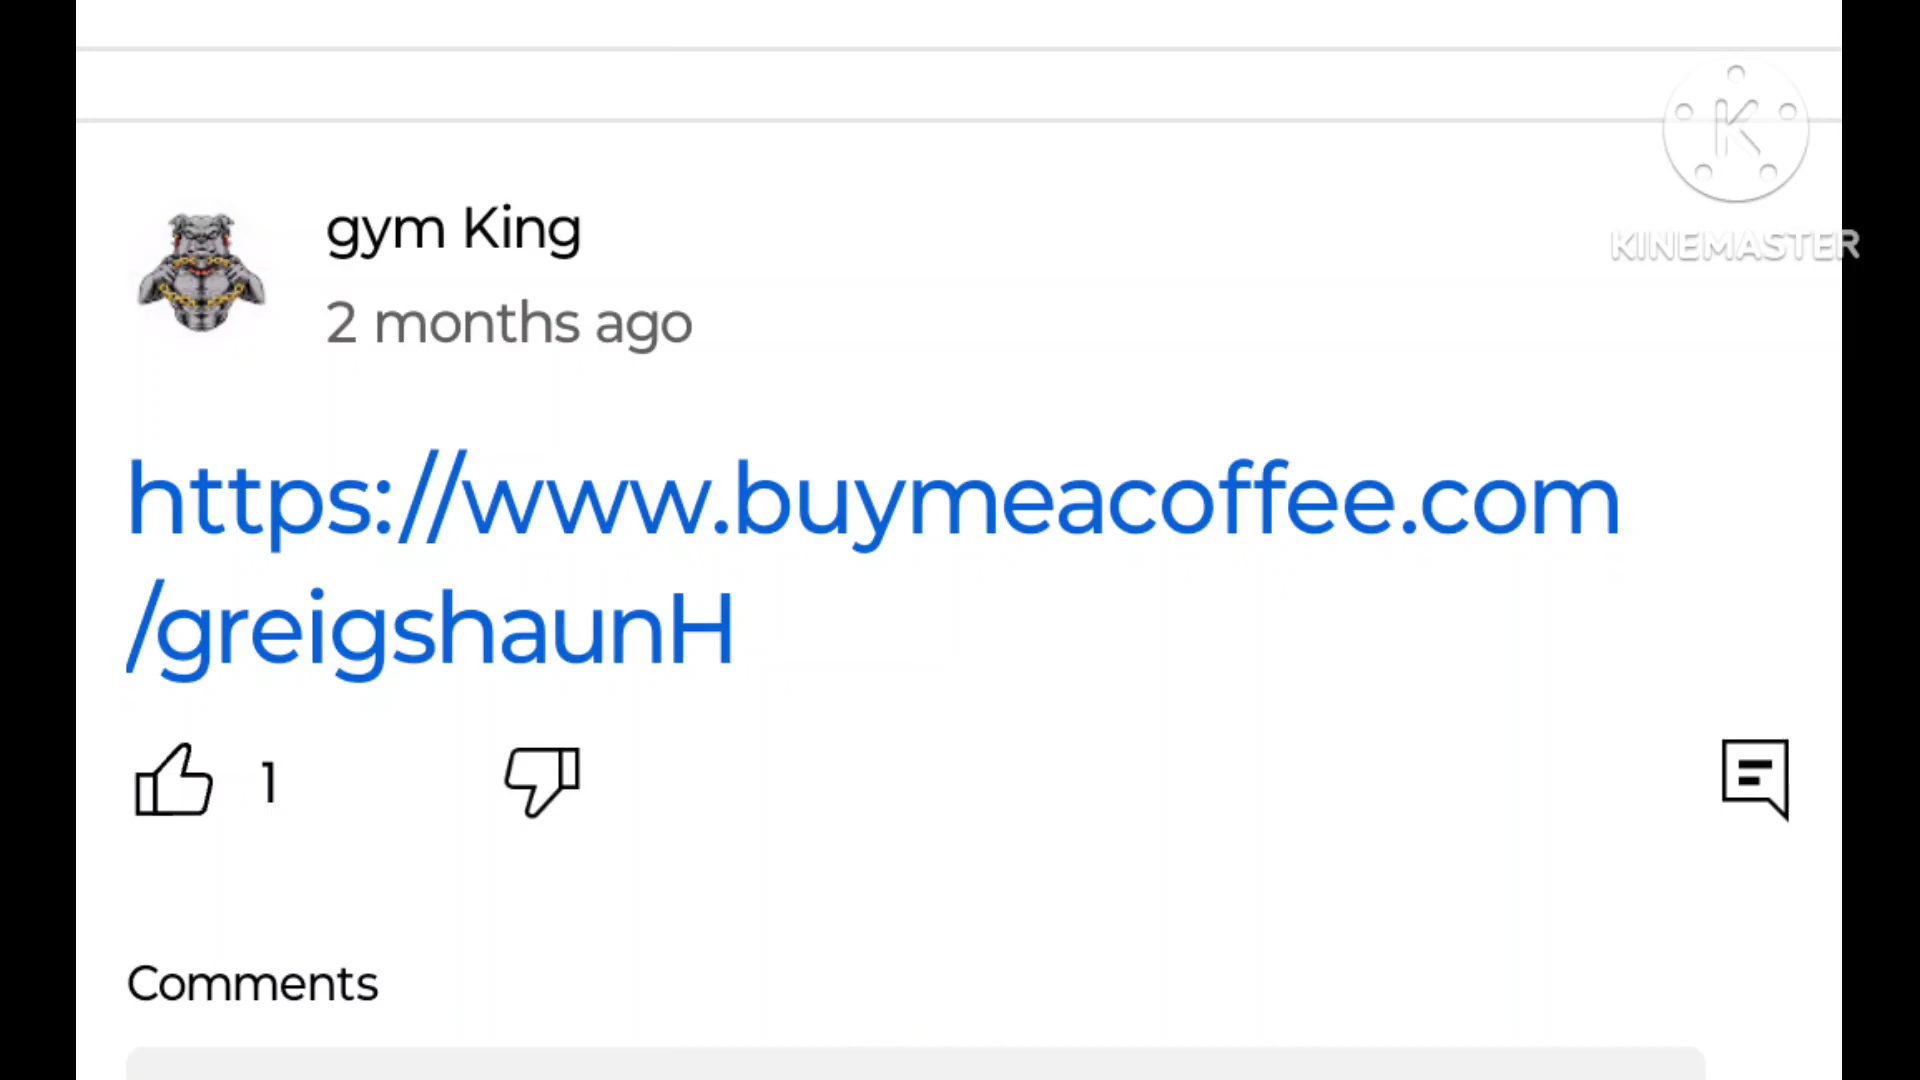 K
KINEMASTER
gym King
2 months ago
https://www.buymeacoffee.com
/greigshaunH
1
Comments